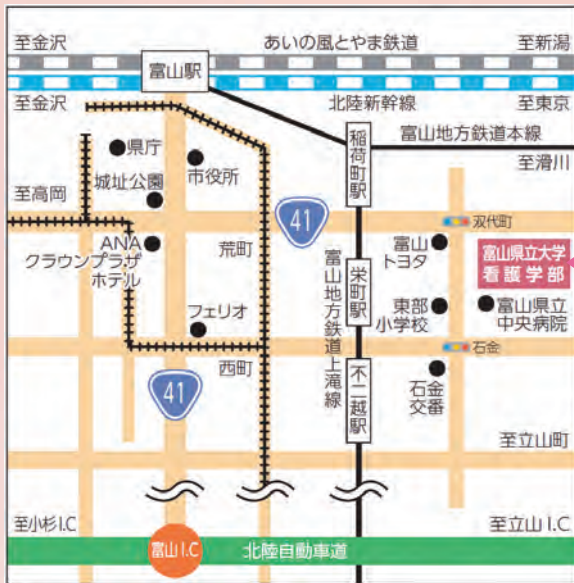 至金沢
あいの風とやま鉄道
至新潟
富山駅
至金沢
北陸新幹線
至東京
稲荷町駅
富山地方鉄道本線
至滑川
県庁
市役所
城址公園
至高岡
41
双代町
ANA
クラウンプラザ
ホテル
荒町
富山
トヨタ
富山県立大学
看護学部
富山地方鉄道上滝線
栄町駅
東部
小学校
富山県立
中央病院
フェリオ
石金
西町
不二越駅
石金
交番
41
至立山町
至小杉I.C
至立山I.C
富山I.C
北陸自動車道